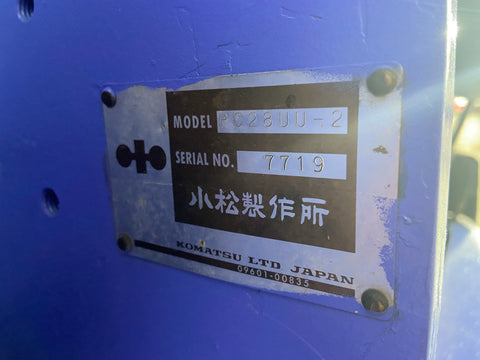 MODEL PC28UU-2
SERIAL NO. 7719
小松製作所
KOMATSU LTD JAPAN
09601-00835